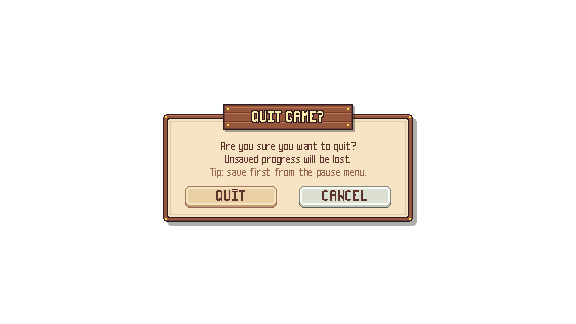 QUIT GAME?
Are you sure you want to quit?
Unsaved progress will be lost.
Tip: save first from the pause menu.
QUIT
CANCEL